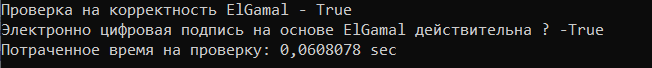 Проверка на корректность ElGamal - True
Электронно цифровая подпись на основе ElGamal действительна ? -True
Потраченное время на проверку: 0,0608078 sec